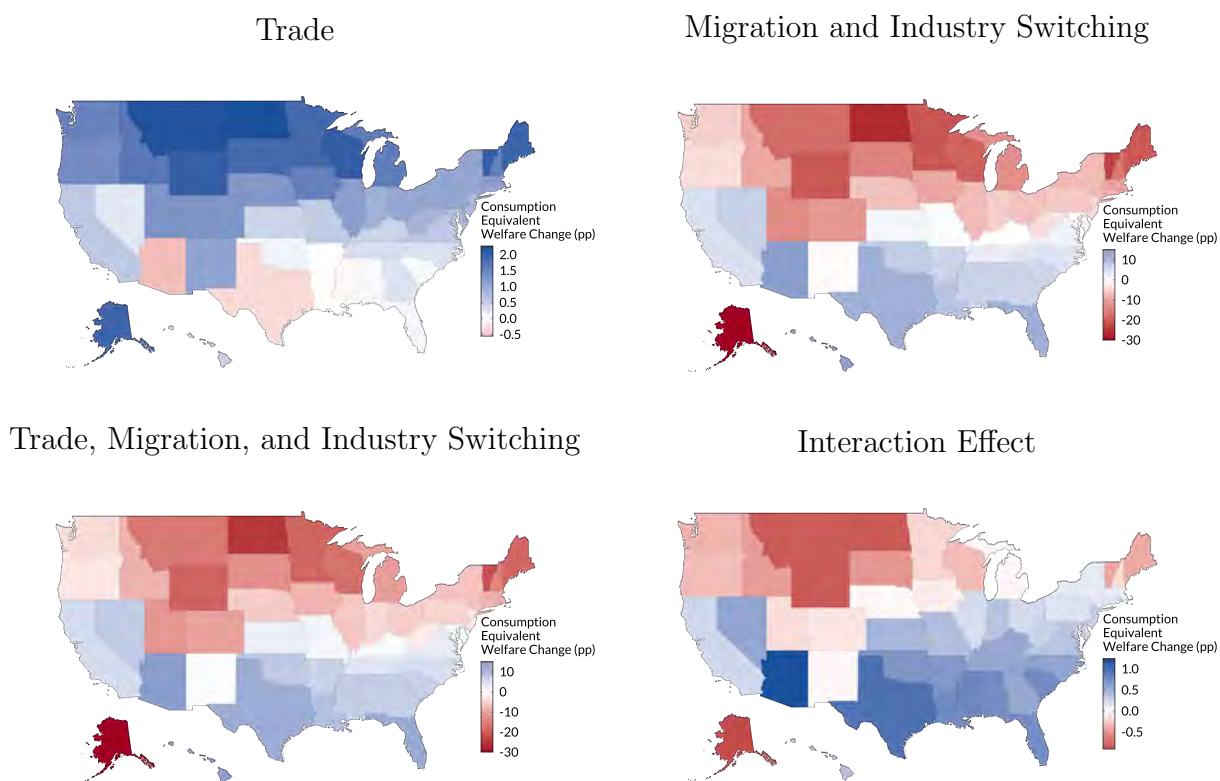 Trade
Migration and Industry Switching
Consumption
Equivalent
Welfare Change (pp)
2.0
1.5
1.0
0.5
0.0
-0.5
Consumption
Equivalent
Welfare Change (pp)
10
0
-10
-20
-30
Trade, Migration, and Industry Switching
Interaction Effect
Consumption
Equivalent
Welfare Change (pp)
10
0
-10
-20
-30
Consumption
Equivalent
Welfare Change (pp)
1.0
0.5
0.0
-0.5